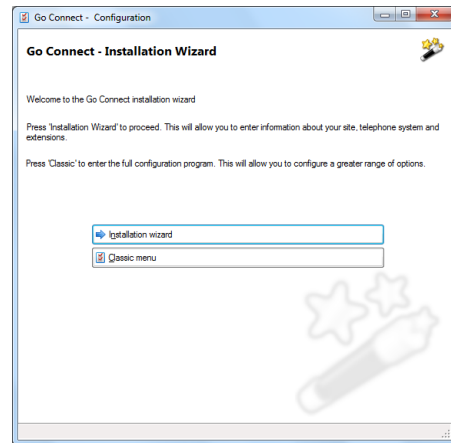 Go Connect - Configuration
Go Connect - Installation Wizard
Welcome to the Go Connect installation wizard
Press 'Installation Wizard' to proceed. This will allow you to enter information about your site, telephone system and
extensions.
Press 'Classic' to enter the full configuration program. This will allow you to configure a greater range of options.
Installation wizard
Classic menu